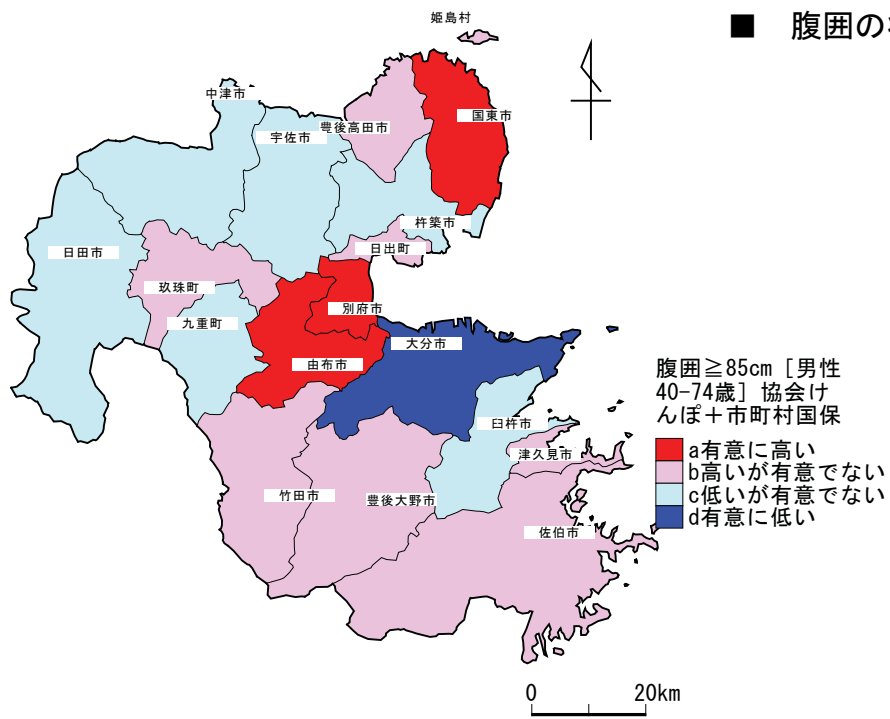 姫島村
■ 腹囲の
中津市
国東市
宇佐市
豊後高田市
杵築市
日田市
日出町
玖珠町
別府市
九重町
大分市
由布市
腹囲≧85cm［男性
40-74歳］協会け
んぽ＋市町村国保
臼杵市
a有意に高い
津久見市
b高いが有意でない
竹田市
豊後大野市
c低いが有意でない
d有意に低い
佐伯市
0 20km